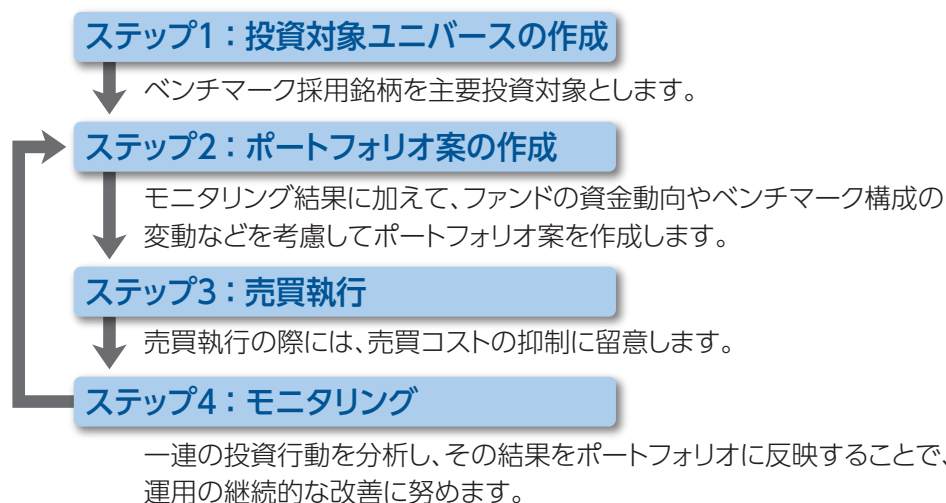 ステップ1：投資対象ユニバースの作成
ベンチマーク採用銘柄を主要投資対象とします。
ステップ2：ポートフォリオ案の作成
モニタリング結果に加えて、ファンドの資金動向やベンチマーク構成の
変動などを考慮してポートフォリオ案を作成します。
ステップ3：売買執行
売買執行の際には、売買コストの抑制に留意します。
ステップ4：モニタリング
一連の投資行動を分析し、その結果をポートフォリオに反映することで、
運用の継続的な改善に努めます。